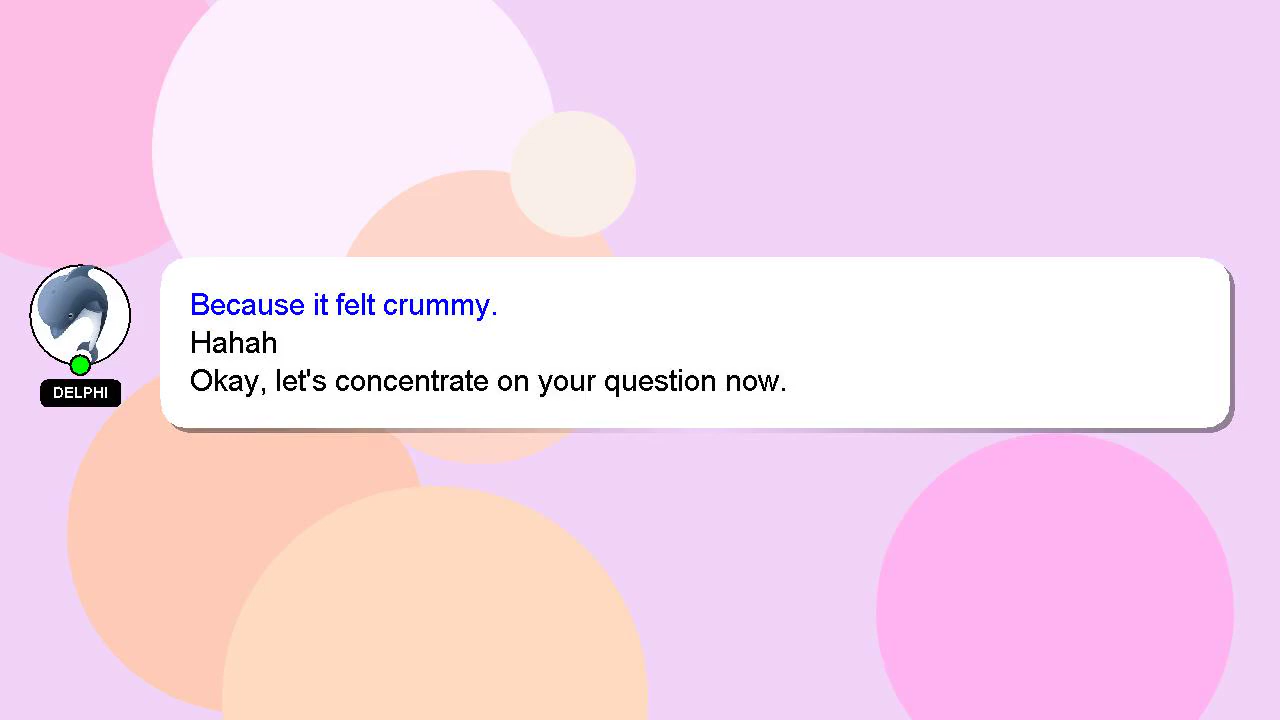 Because it felt crummy.
Hahah
Okay, let's concentrate on your question now.
DELPHI